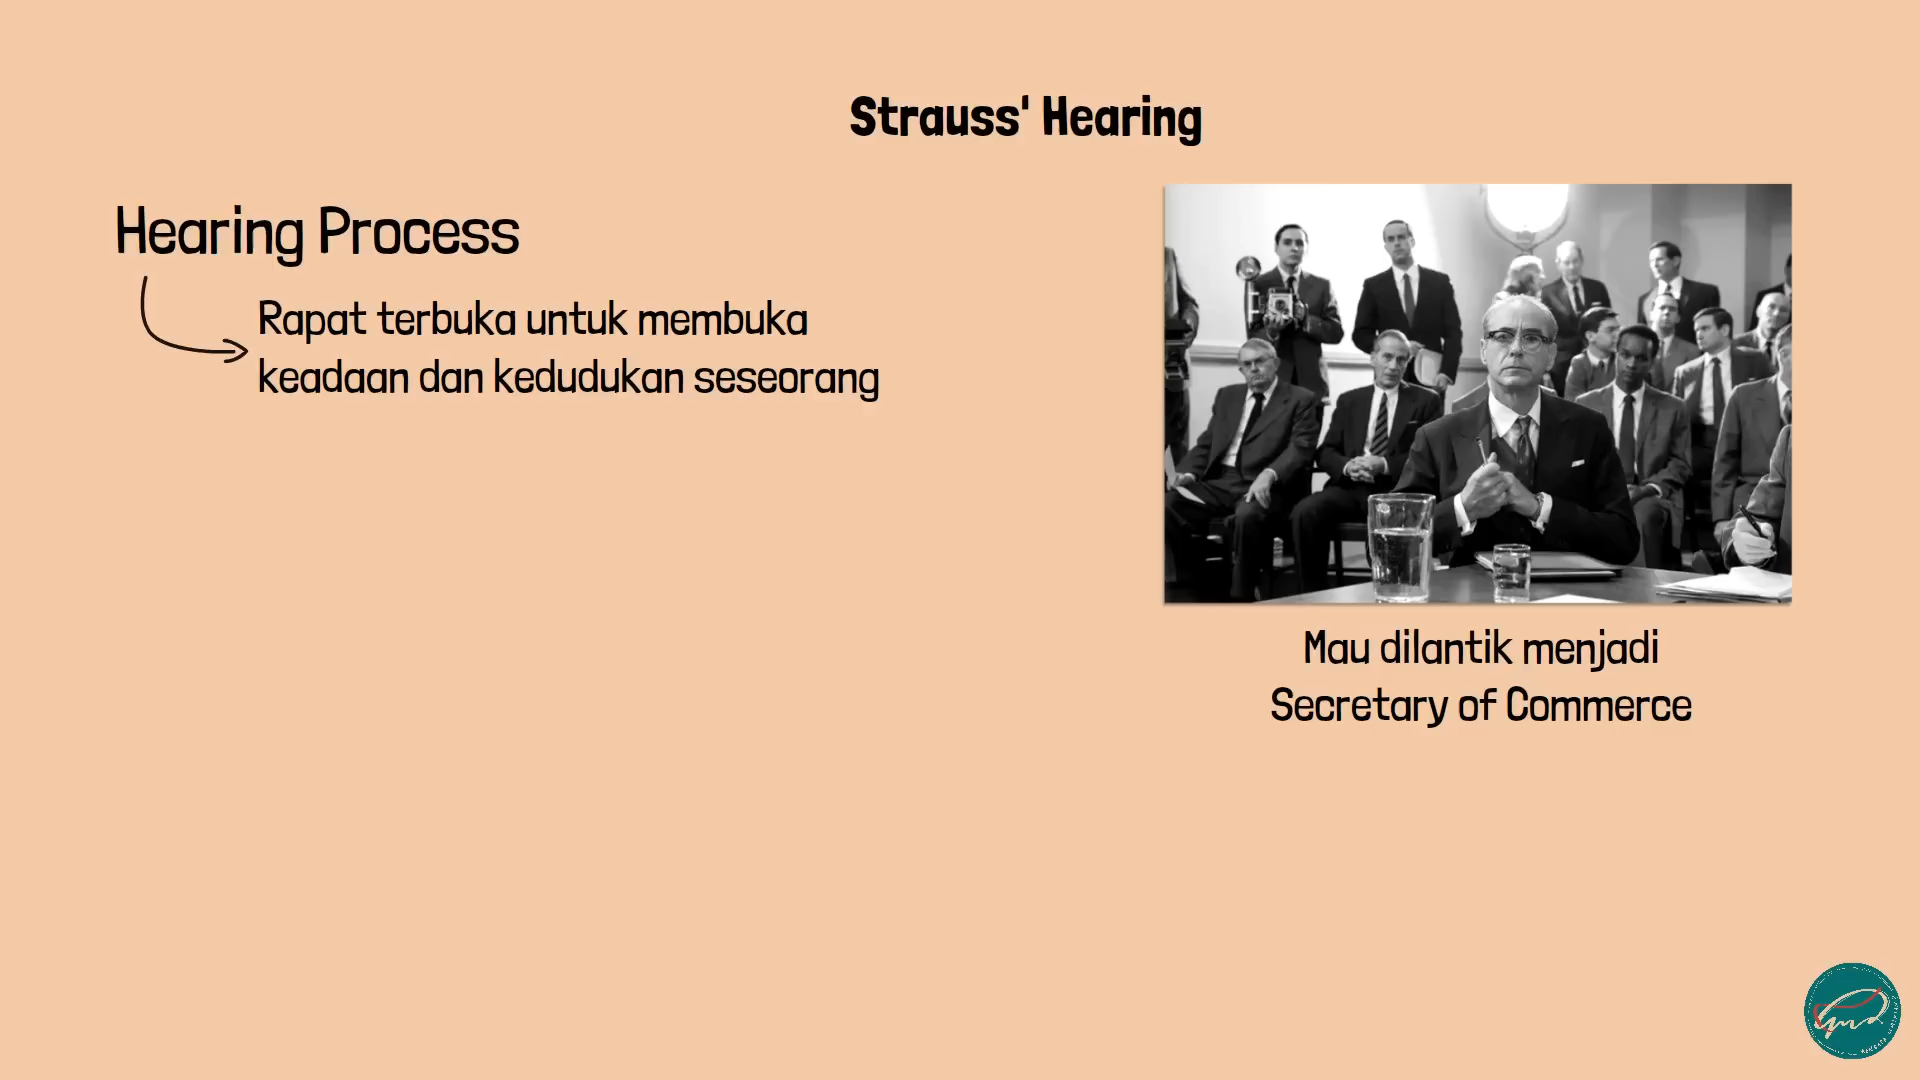 Strauss' Hearing
Hearing Process
Rapat terbuka untuk membuka
keadaan dan kedudukan seseorang
Mau dilantik menjadi
Secretary of Commerce